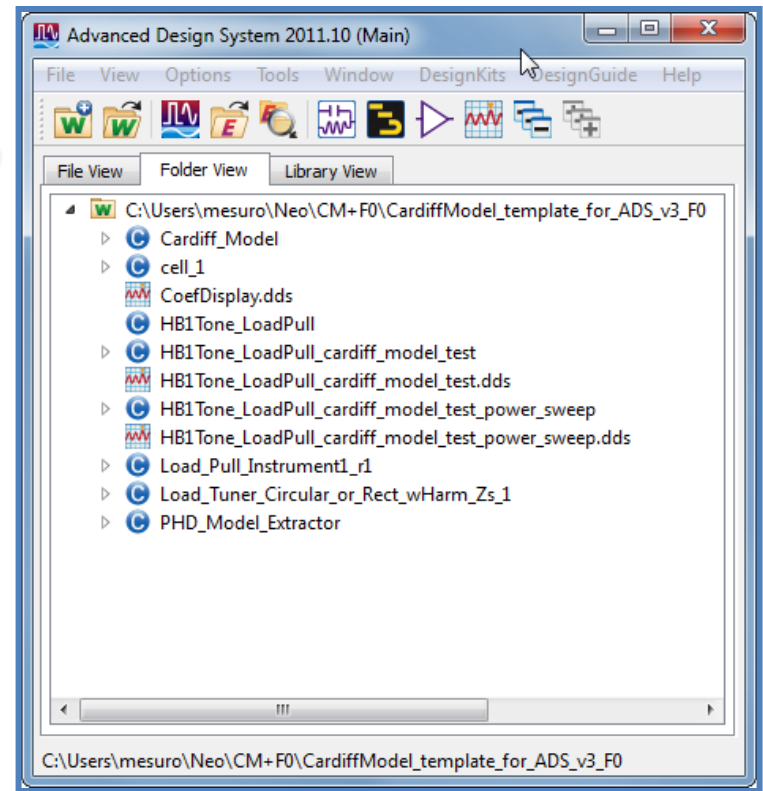 Advanced Design System 2011.10 (Main)
File View Options Tools Window DesignKits DesignGuide Help
File View Folder View Library View
C:\Users\mesuro\Neo\CM+F0\CardiffModel_template_for_ADS_v3_F0
Cardiff_Model
cell_1
CoefDisplay.dds
HB1Tone_LoadPull
HB1Tone_LoadPull_cardiff_model_test
HB1Tone_LoadPull_cardiff_model_test.dds
HB1Tone_LoadPull_cardiff_model_test_power_sweep
HB1Tone_LoadPull_cardiff_model_test_power_sweep.dds
Load_Pull_Instrument1_r1
Load_Tuner_Circular_or_Rect_wHarm_Zs_1
PHD_Model_Extractor
C:\Users\mesuro\Neo\CM+F0\CardiffModel_template_for_ADS_v3_F0